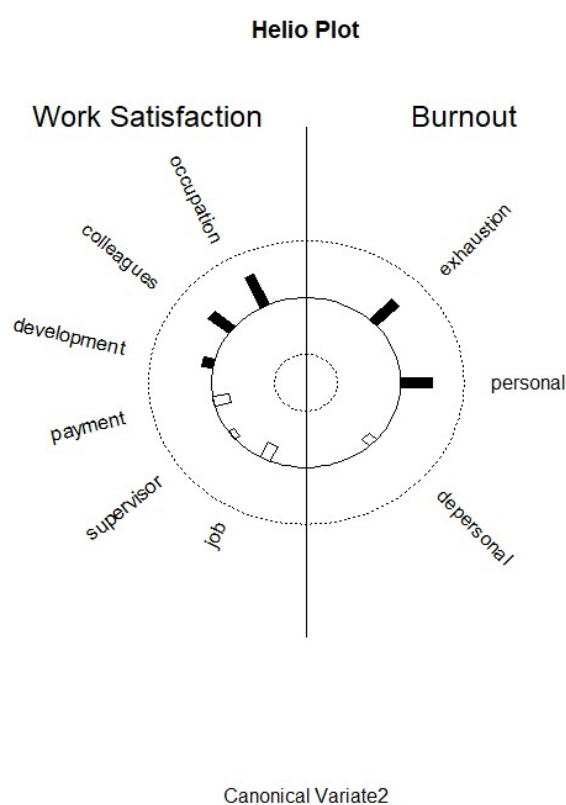 Helio Plot
Work Satisfaction
Burnout
occupation
colleagues
development
payment
supervisor
job
exhaustion
personal
depersonal
Canonical Variate2